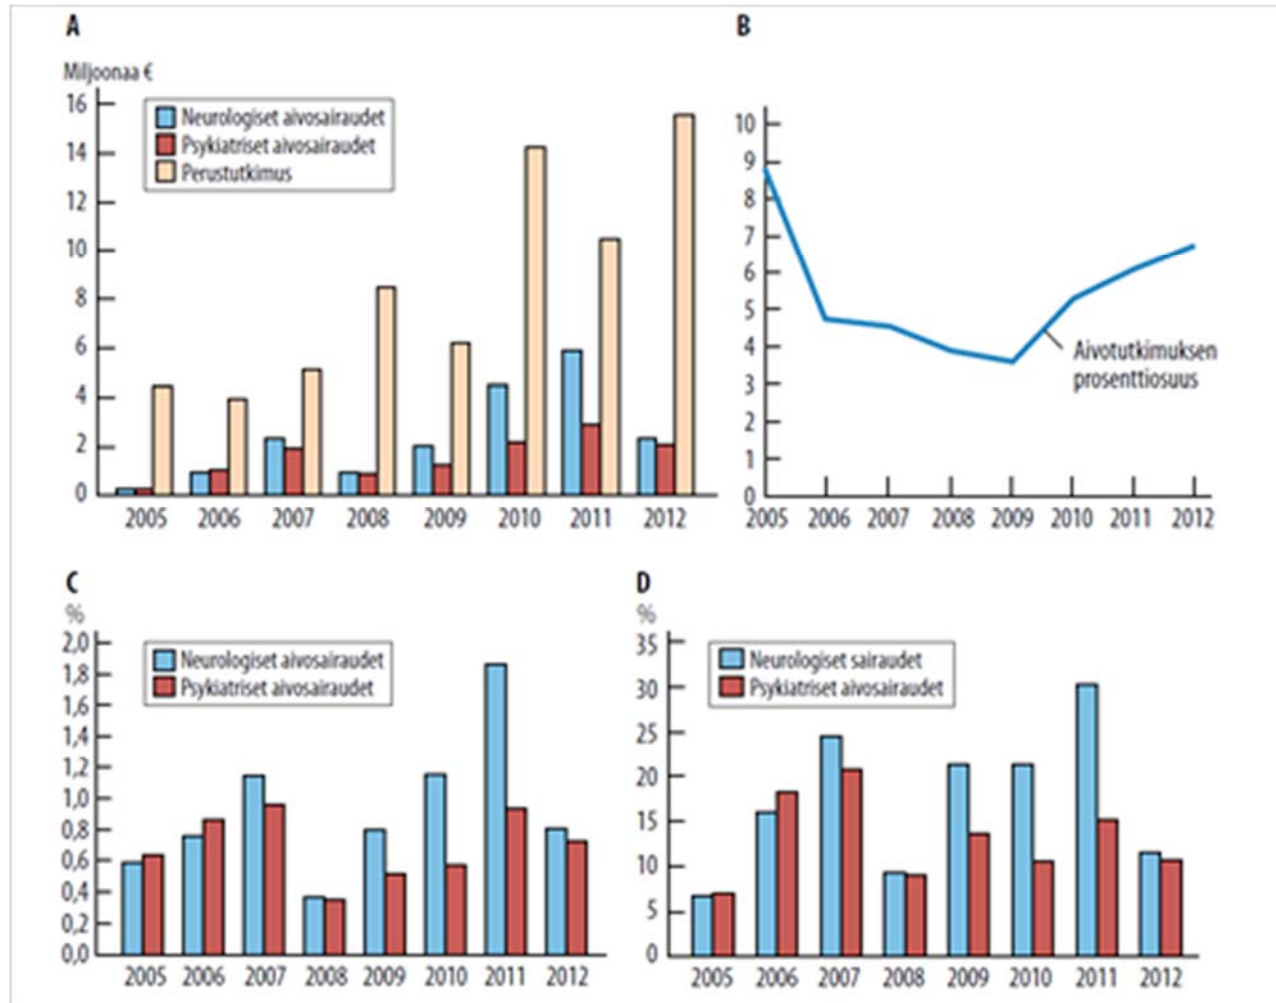 A
Miljoonaa €
16
14
12
10
8
6
4
2
0
Neurologiset aivosairaudet
Psykiatriset aivosairaudet
Perustutkimus
2005 2006 2007 2008 2009 2010 2011 2012
B
10
9
8
7
6
5
4
3
2
1
0
Aivotutkimuksen
prosenttiosuus
2005 2006 2007 2008 2009 2010 2011 2012
C
%
2,0
1,8
1,6
1,4
1,2
1,0
0,8
0,6
0,4
0,2
0,0
Neurologiset aivosairaudet
Psykiatriset aivosairaudet
2005 2006 2007 2008 2009 2010 2011 2012
D
%
35
30
25
20
15
10
5
0
Neurologiset sairaudet
Psykiatriset aivosairaudet
2005 2006 2007 2008 2009 2010 2011 2012